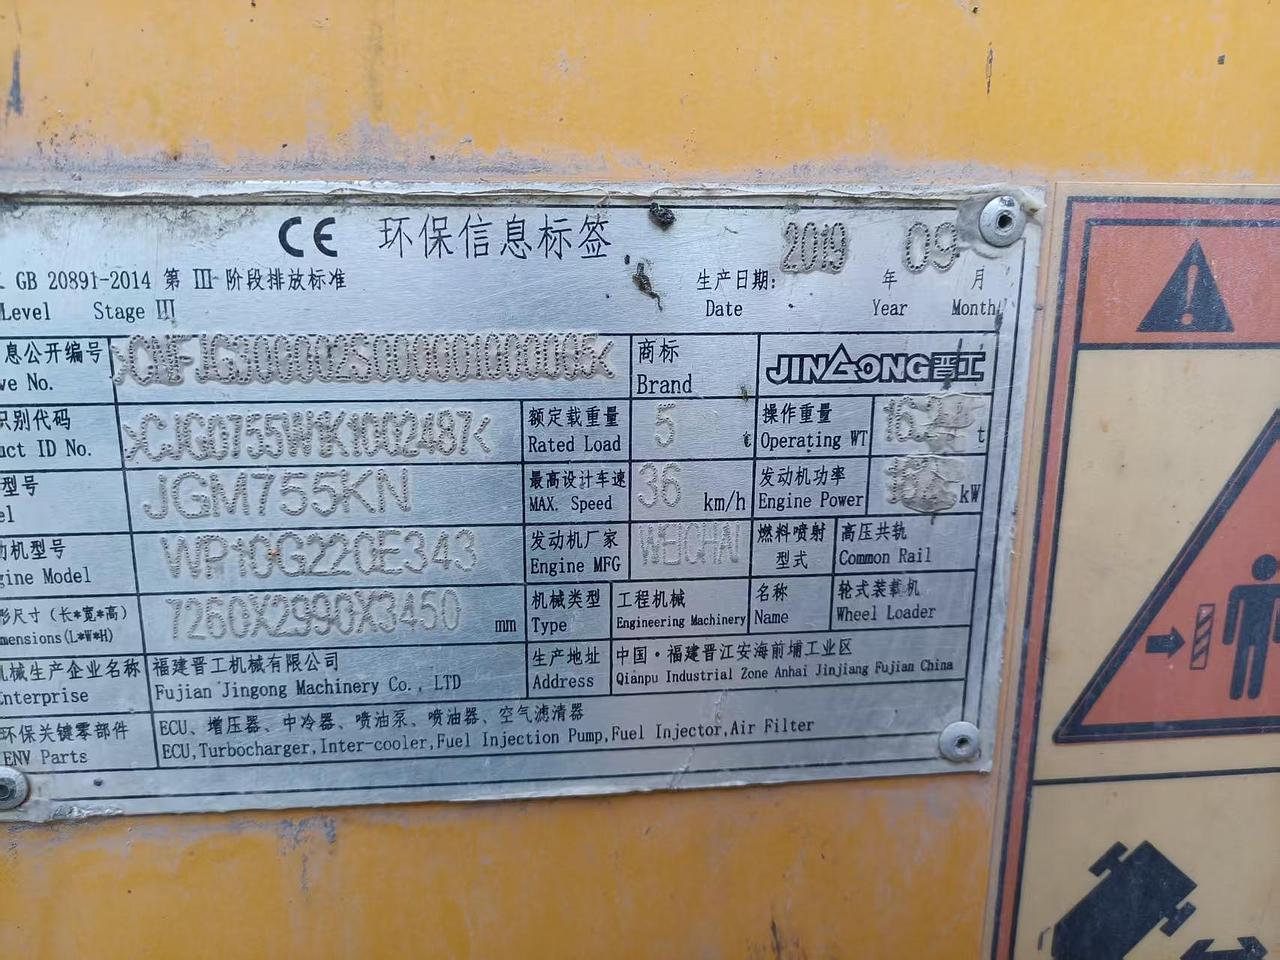 CE 环保信息标签
GB 20891-2014 第 III 阶段排放标准
Level Stage III
生产日期: 2019 年 09 月
Date Year Month
息公开编号
No.
商标
Brand
JINGONG晋工
识别代码
ID No.
CJG0755WK1002487
额定载重量
Rated Load
5 t
操作重量
Operating WT
t
型号
JGM755KN
最高设计车速
MAX. Speed
36 km/h
发动机功率
Engine Power
kW
机型号
Model
WP10G220E343
发动机厂家
Engine MFG
WEICHAI
燃料喷射
型式
高压共轨
Common Rail
尺寸 (长*宽*高)
(L*W*H)
7260X2990X3450 mm
机械类型
Type
工程机械
Engineering Machinery
名称
Name
轮式装载机
Wheel Loader
机械生产企业名称
Enterprise
福建晋工机械有限公司
Fujian Jingong Machinery Co., LTD
生产地址
Address
中国·福建晋江安海前埔工业区
Qianpu Industrial Zone Anhai Jinjiang Fujian China
环保关键零部件
ENV Parts
ECU、增压器、中冷器、喷油泵、喷油器、空气滤清器
ECU,Turbocharger,Inter-cooler,Fuel Injection Pump,Fuel Injector,Air Filter